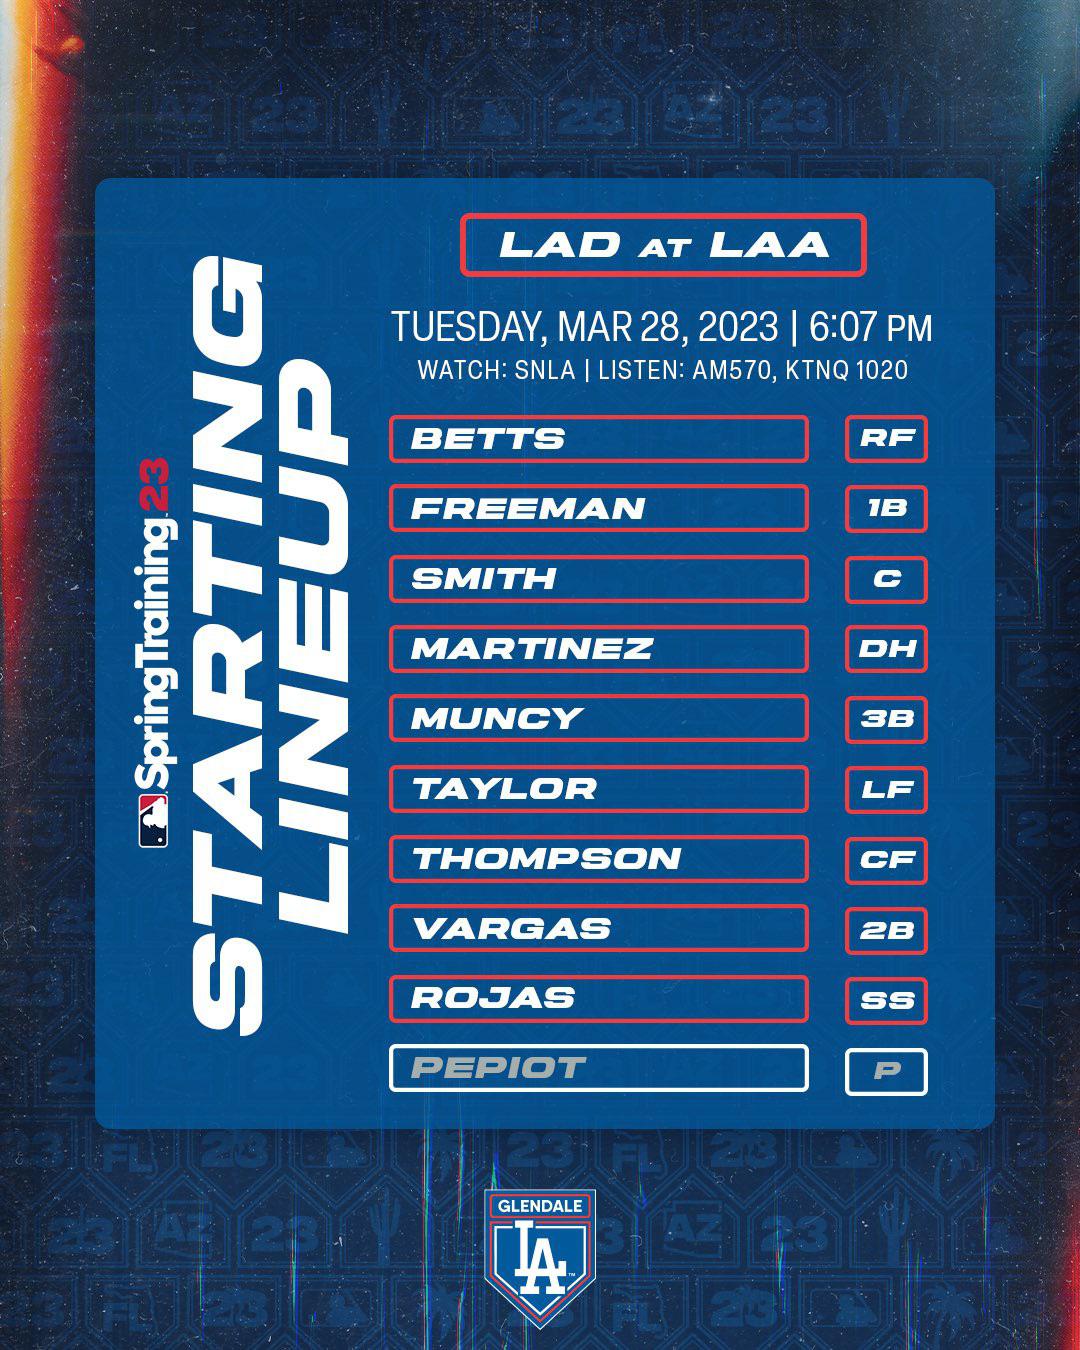 LAD AT LAA
TUESDAY, MAR 28, 2023 | 6:07 PM
WATCH: SNLA | LISTEN: AM570, KTNQ 1020
SpringTraining 23
STARTING
LINEUP
BETTS RF
FREEMAN 1B
SMITH C
MARTINEZ DH
MUNCY 3B
TAYLOR LF
THOMPSON CF
VARGAS 2B
ROJAS SS
PEPIOT P
GLENDALE
LA